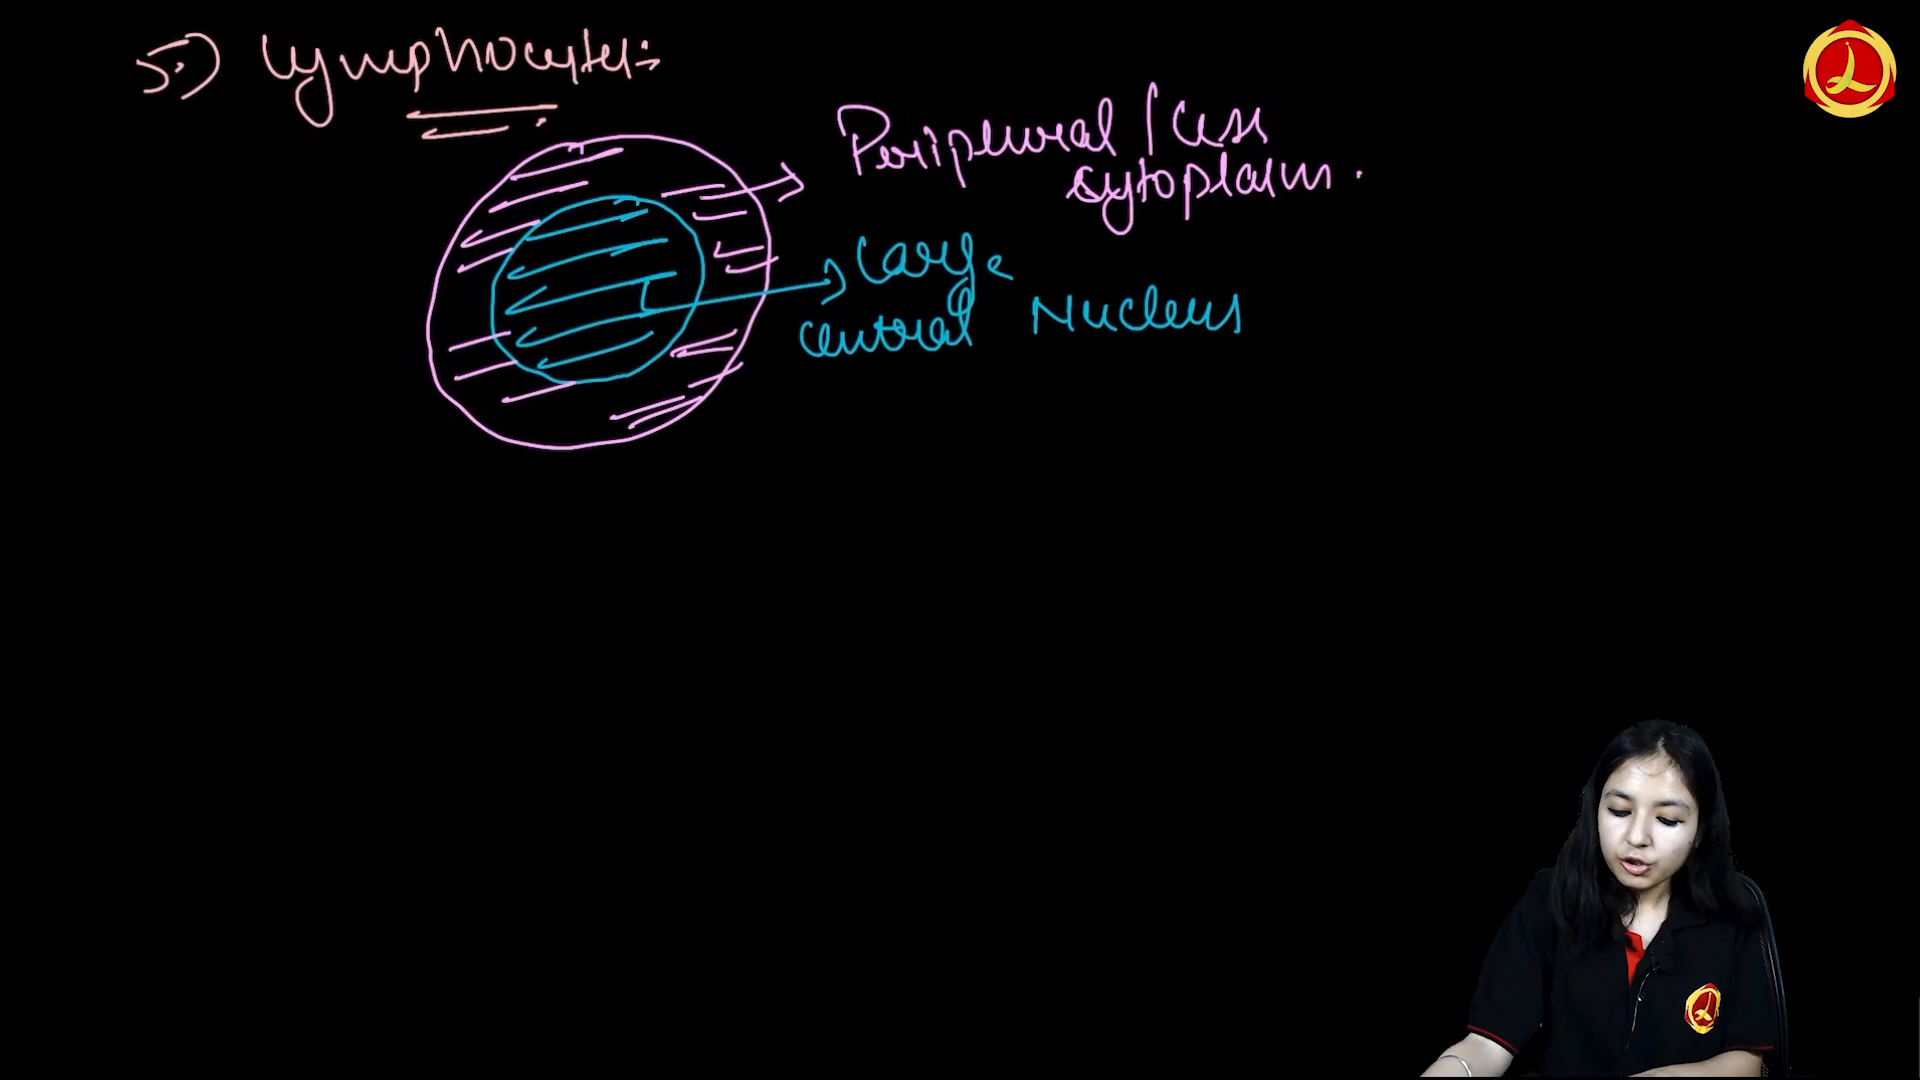 5.) Lymphocytes:
Peripheral / Less
cytoplasm.
Large
central Nucleus